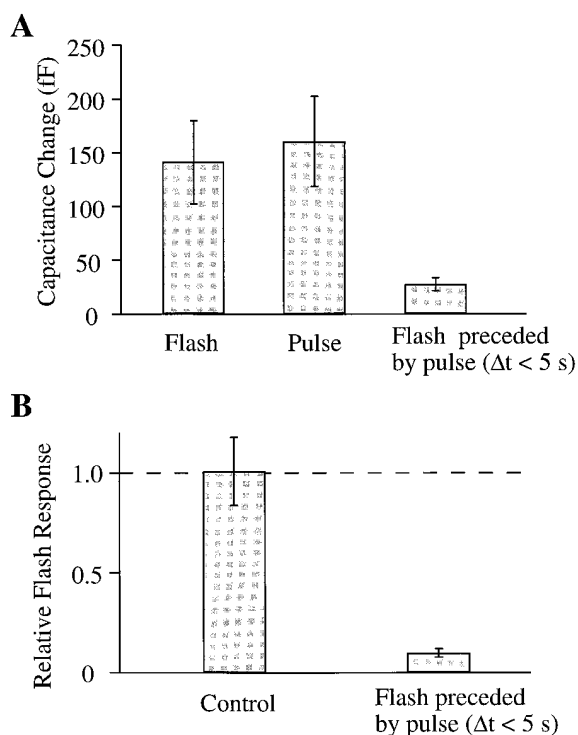 A
Capacitance Change (fF)
250
200
150
100
50
0
Flash
Pulse
Flash preceded
by pulse (Δt < 5 s)
B
Relative Flash Response
1.0
0.5
0
Control
Flash preceded
by pulse (Δt < 5 s)